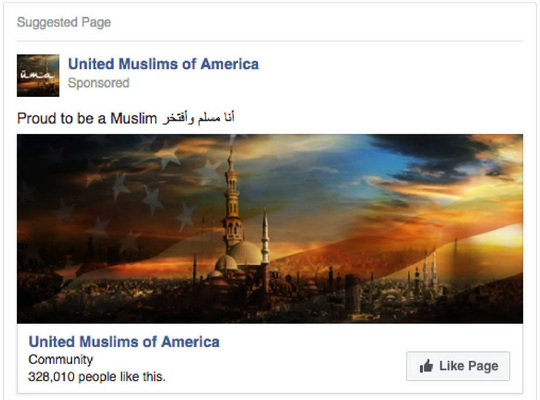 Suggested Page
uma
United Muslims of America
Sponsored
Proud to be a Muslim أنا مسلم وأفتخر
United Muslims of America
Community
328,010 people like this.
Like Page